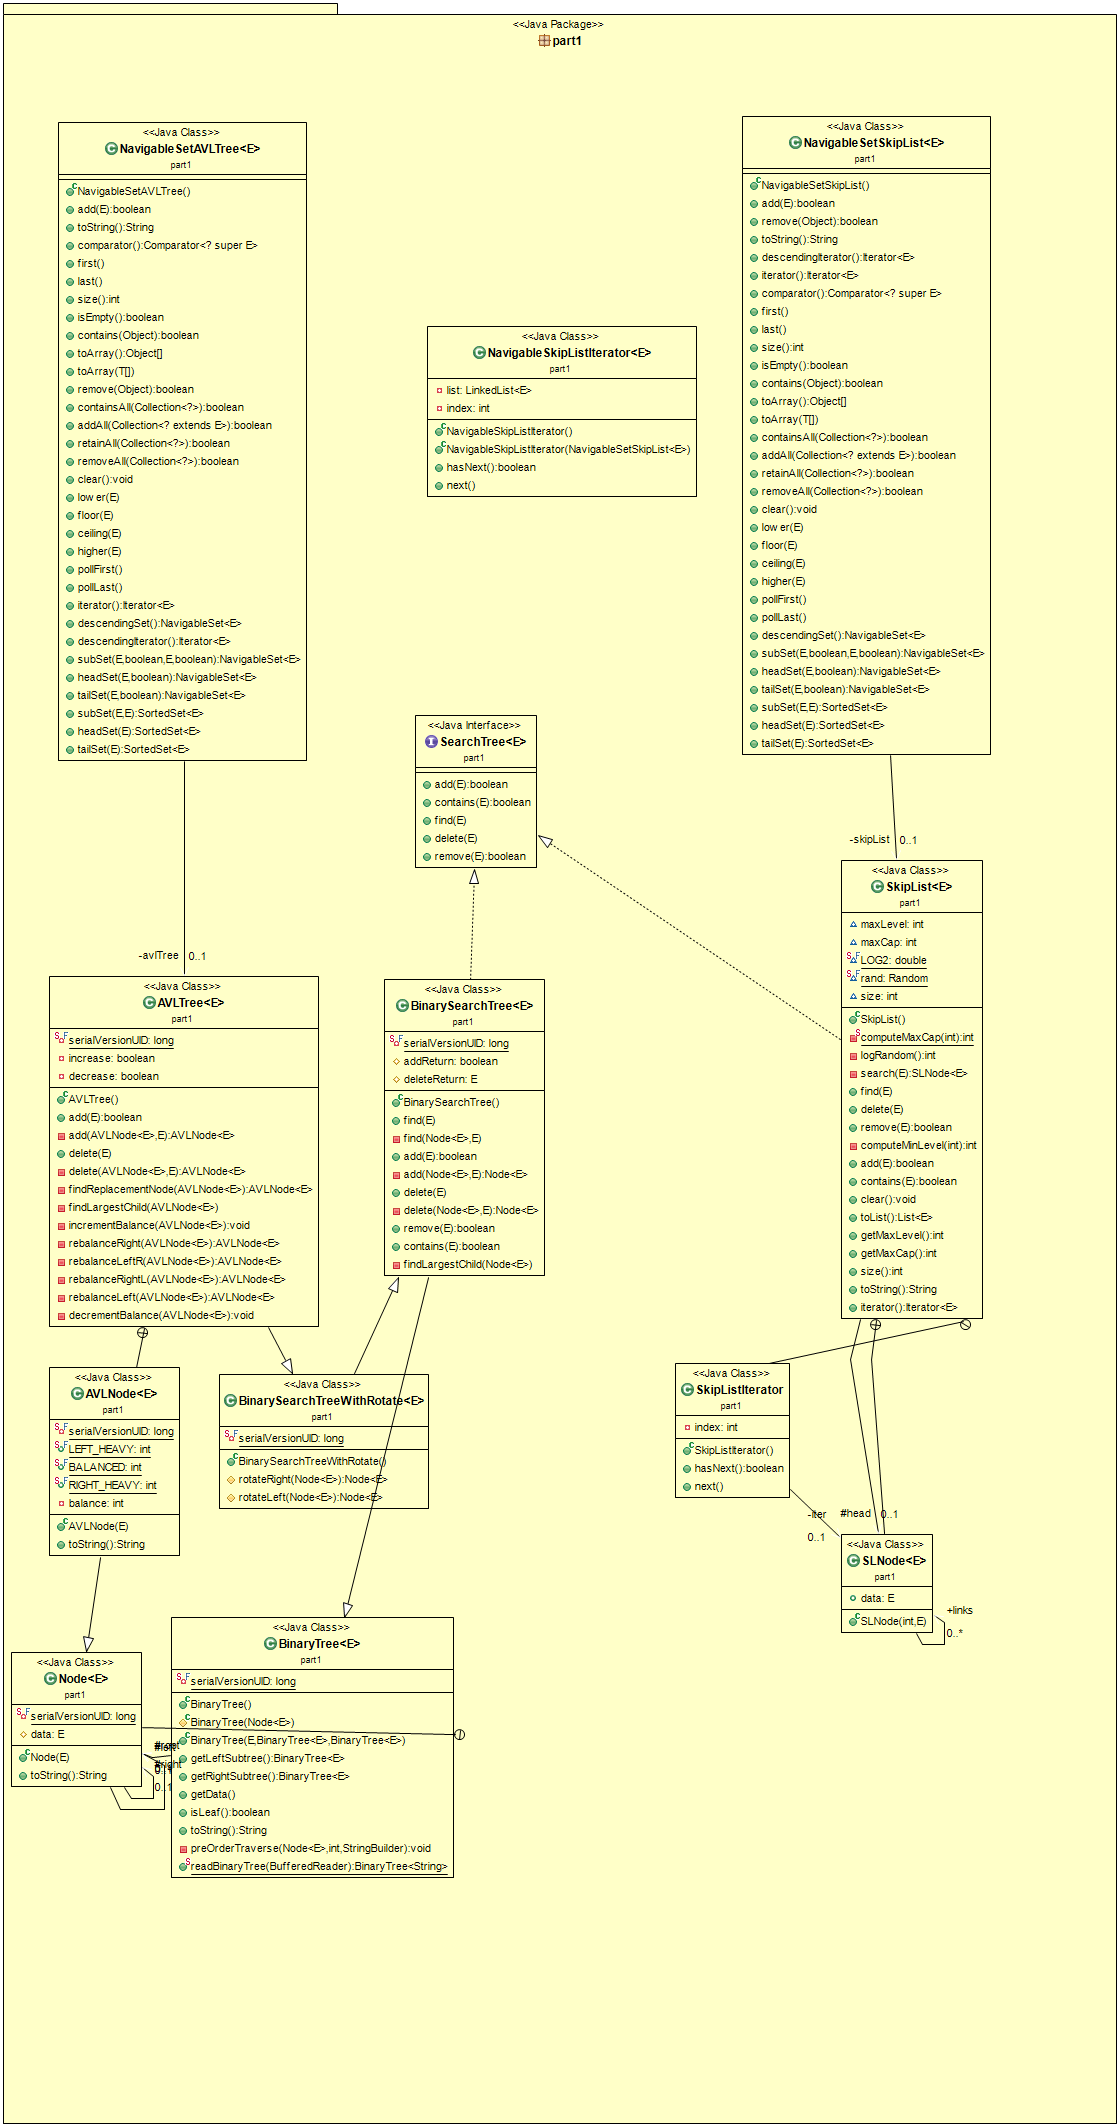 <<Java Package>>
part1
<<Java Class>>
NavigableSetAVLTree<E>
part1
NavigableSetAVLTree()
add(E):boolean
toString():String
comparator():Comparator<? super E>
first()
last()
size():int
isEmpty():boolean
contains(Object):boolean
toArray():Object[]
toArray(T[])
remove(Object):boolean
containsAll(Collection<?>):boolean
addAll(Collection<? extends E>):boolean
retainAll(Collection<?>):boolean
removeAll(Collection<?>):boolean
clear():void
lower(E)
floor(E)
ceiling(E)
higher(E)
pollFirst()
pollLast()
iterator():Iterator<E>
descendingSet():NavigableSet<E>
descendingIterator():Iterator<E>
subSet(E,boolean,E,boolean):NavigableSet<E>
headSet(E,boolean):NavigableSet<E>
tailSet(E,boolean):NavigableSet<E>
subSet(E,E):SortedSet<E>
headSet(E):SortedSet<E>
tailSet(E):SortedSet<E>
<<Java Class>>
NavigableSkipListIterator<E>
part1
list: LinkedList<E>
index: int
NavigableSkipListIterator()
NavigableSkipListIterator(NavigableSetSkipList<E>)
hasNext():boolean
next()
<<Java Class>>
NavigableSetSkipList<E>
part1
NavigableSetSkipList()
add(E):boolean
remove(Object):boolean
toString():String
descendingIterator():Iterator<E>
iterator():Iterator<E>
comparator():Comparator<? super E>
first()
last()
size():int
isEmpty():boolean
contains(Object):boolean
toArray():Object[]
toArray(T[])
containsAll(Collection<?>):boolean
addAll(Collection<? extends E>):boolean
retainAll(Collection<?>):boolean
removeAll(Collection<?>):boolean
clear():void
lower(E)
floor(E)
ceiling(E)
higher(E)
pollFirst()
pollLast()
descendingSet():NavigableSet<E>
subSet(E,boolean,E,boolean):NavigableSet<E>
headSet(E,boolean):NavigableSet<E>
tailSet(E,boolean):NavigableSet<E>
subSet(E,E):SortedSet<E>
headSet(E):SortedSet<E>
tailSet(E):SortedSet<E>
<<Java Interface>>
SearchTree<E>
part1
add(E):boolean
contains(E):boolean
find(E)
delete(E)
remove(E):boolean
-skipList 0..1
<<Java Class>>
SkipList<E>
part1
maxLevel: int
maxCap: int
LOG2: double
rand: Random
size: int
SkipList()
computeMaxCap(int):int
logRandom():int
search(E):SLNode<E>
find(E)
delete(E)
remove(E):boolean
computeMinLevel(int):int
add(E):boolean
contains(E):boolean
clear():void
toList():List<E>
getMaxLevel():int
getMaxCap():int
size():int
toString():String
iterator():Iterator<E>
-avlTree 0..1
<<Java Class>>
AVLTree<E>
part1
serialVersionUID: long
increase: boolean
decrease: boolean
AVLTree()
add(E):boolean
add(AVLNode<E>,E):AVLNode<E>
delete(E)
delete(AVLNode<E>,E):AVLNode<E>
findReplacementNode(AVLNode<E>):AVLNode<E>
findLargestChild(AVLNode<E>)
incrementBalance(AVLNode<E>):void
rebalanceRight(AVLNode<E>):AVLNode<E>
rebalanceLeftR(AVLNode<E>):AVLNode<E>
rebalanceRightL(AVLNode<E>):AVLNode<E>
rebalanceLeft(AVLNode<E>):AVLNode<E>
decrementBalance(AVLNode<E>):void
<<Java Class>>
BinarySearchTree<E>
part1
serialVersionUID: long
addReturn: boolean
deleteReturn: E
BinarySearchTree()
find(E)
find(Node<E>,E)
add(E):boolean
add(Node<E>,E):Node<E>
delete(E)
delete(Node<E>,E):Node<E>
remove(E):boolean
contains(E):boolean
findLargestChild(Node<E>)
<<Java Class>>
AVLNode<E>
part1
serialVersionUID: long
LEFT_HEAVY: int
BALANCED: int
RIGHT_HEAVY: int
balance: int
AVLNode(E)
toString():String
<<Java Class>>
BinarySearchTreeWithRotate<E>
part1
serialVersionUID: long
BinarySearchTreeWithRotate()
rotateRight(Node<E>):Node<E>
rotateLeft(Node<E>):Node<E>
<<Java Class>>
SkipListIterator
part1
index: int
SkipListIterator()
hasNext():boolean
next()
-iter
0..1
#head 0..1
<<Java Class>>
SLNode<E>
part1
data: E
SLNode(int,E)
+links
0..*
<<Java Class>>
Node<E>
part1
serialVersionUID: long
data: E
Node(E)
toString():String
#right
0..1
<<Java Class>>
BinaryTree<E>
part1
serialVersionUID: long
BinaryTree()
BinaryTree(Node<E>)
BinaryTree(E,BinaryTree<E>,BinaryTree<E>)
getLeftSubtree():BinaryTree<E>
getRightSubtree():BinaryTree<E>
getData()
isLeaf():boolean
toString():String
preOrderTraverse(Node<E>,int,StringBuilder):void
readBinaryTree(BufferedReader):BinaryTree<String>